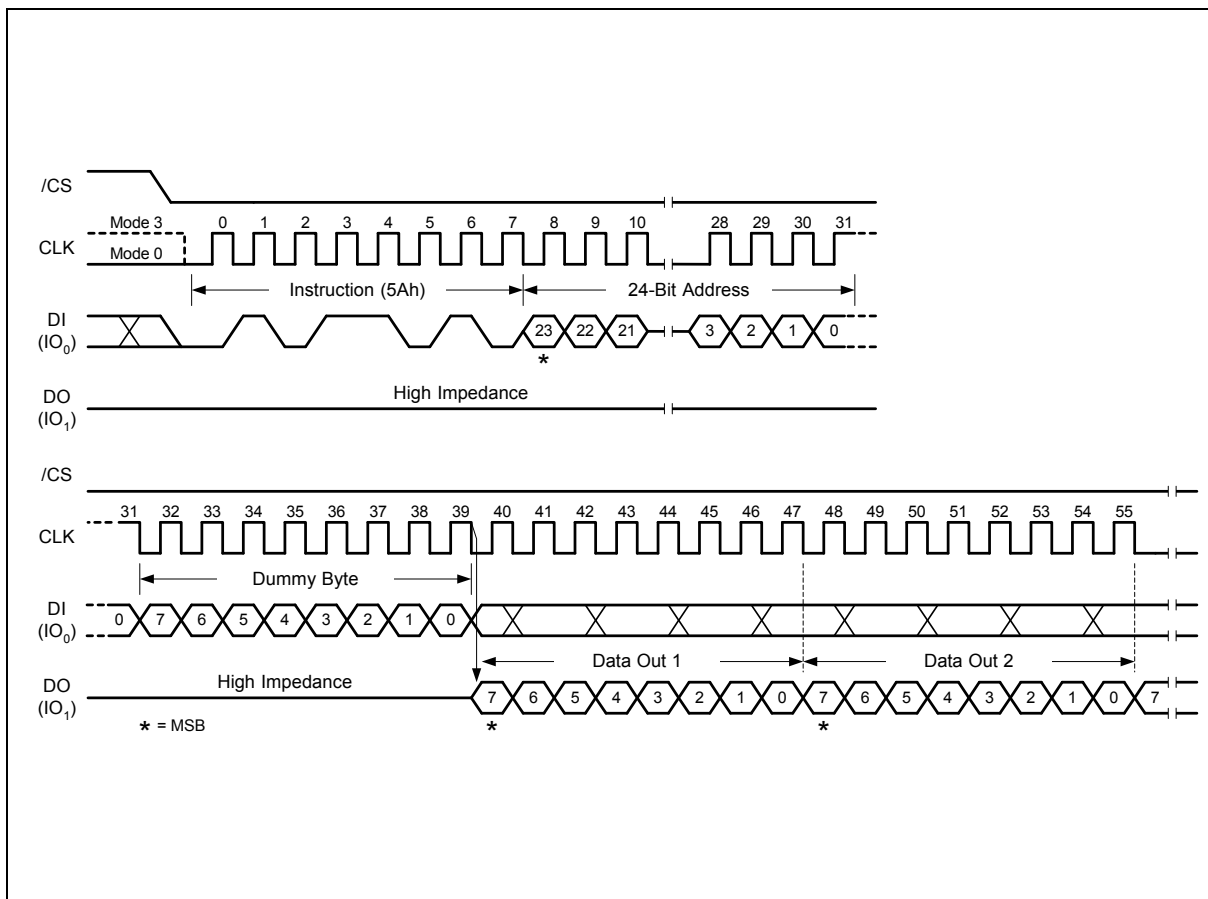 /CS
Mode 3 0 1 2 3 4 5 6 7 8 9 10 28 29 30 31
CLK Mode 0
Instruction (5Ah) 24-Bit Address
DI
(IO0) 23 22 21 3 2 1 0
*
DO High Impedance
(IO1)
/CS
31 32 33 34 35 36 37 38 39 40 41 42 43 44 45 46 47 48 49 50 51 52 53 54 55
CLK
Dummy Byte
DI
(IO0) 0 7 6 5 4 3 2 1 0
Data Out 1 Data Out 2
DO High Impedance
(IO1) 7 6 5 4 3 2 1 0 7 6 5 4 3 2 1 0 7
* = MSB * *